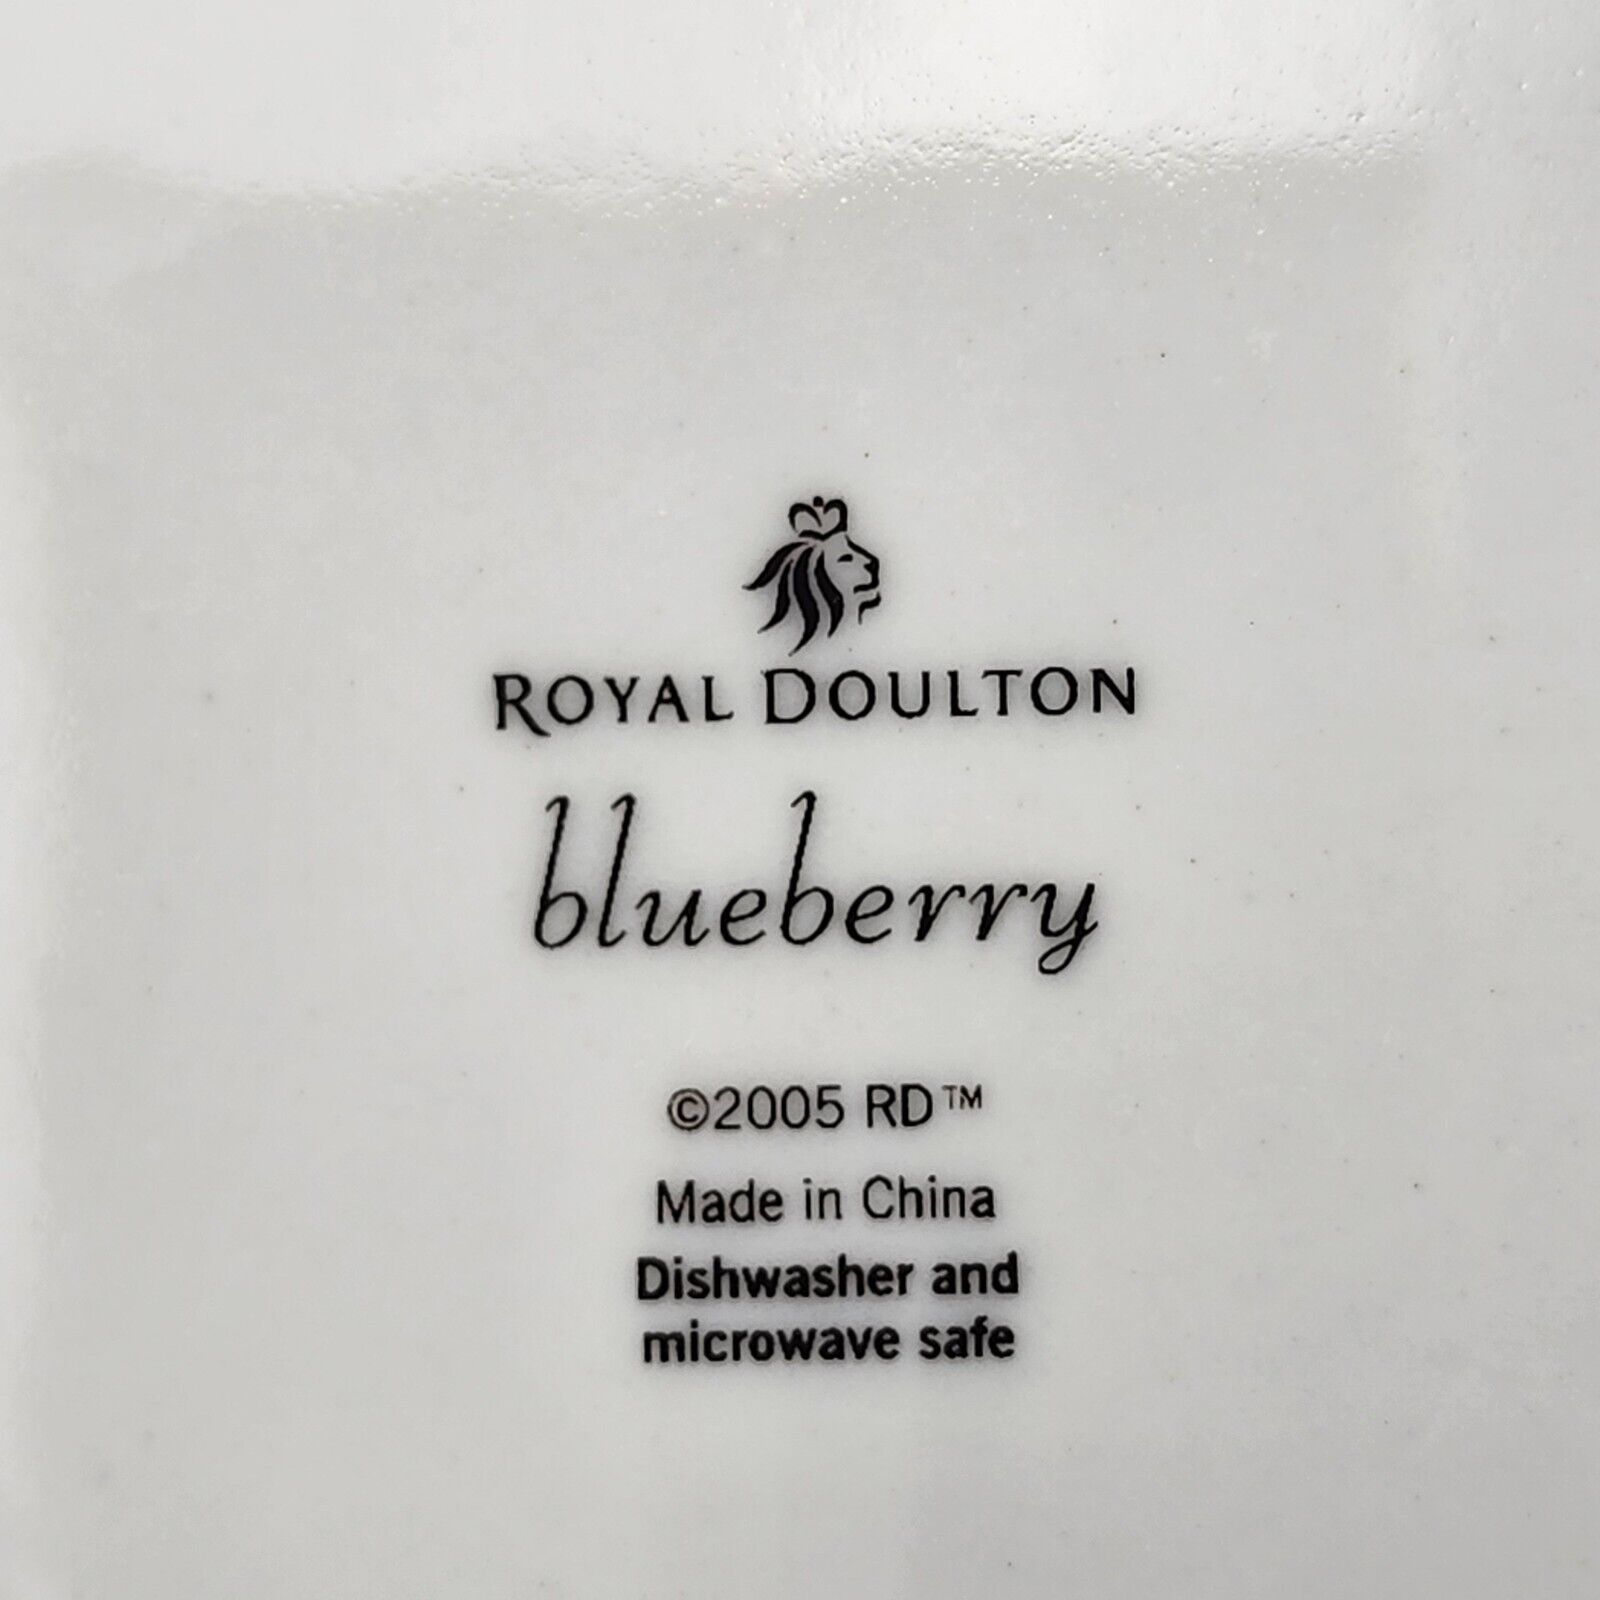 ROYAL DOULTON
blueberry
©2005 RD™
Made in China
Dishwasher and
microwave safe